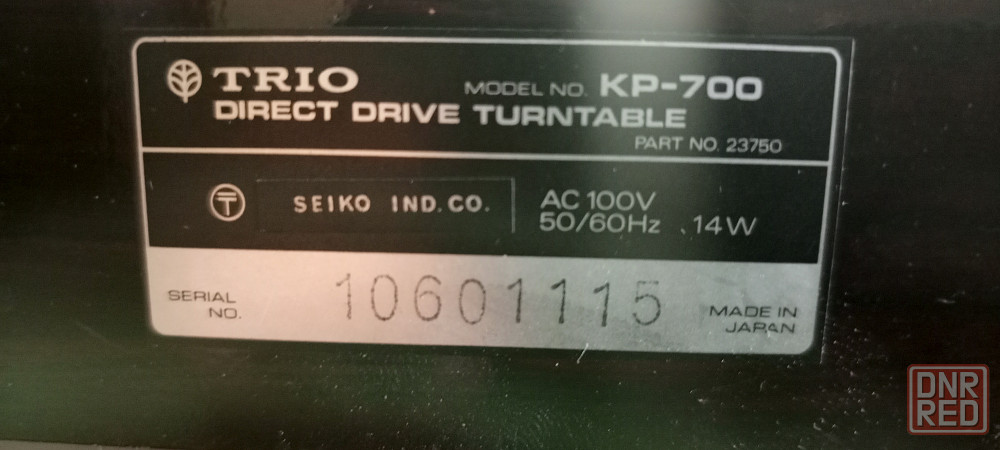 TRIO MODEL NO. KP-700
DIRECT DRIVE TURNTABLE
PART NO. 23750
〒 SEIKO IND. CO. AC 100V
50/60Hz 14W
SERIAL NO. 10601115 MADE IN JAPAN
DNR
RED